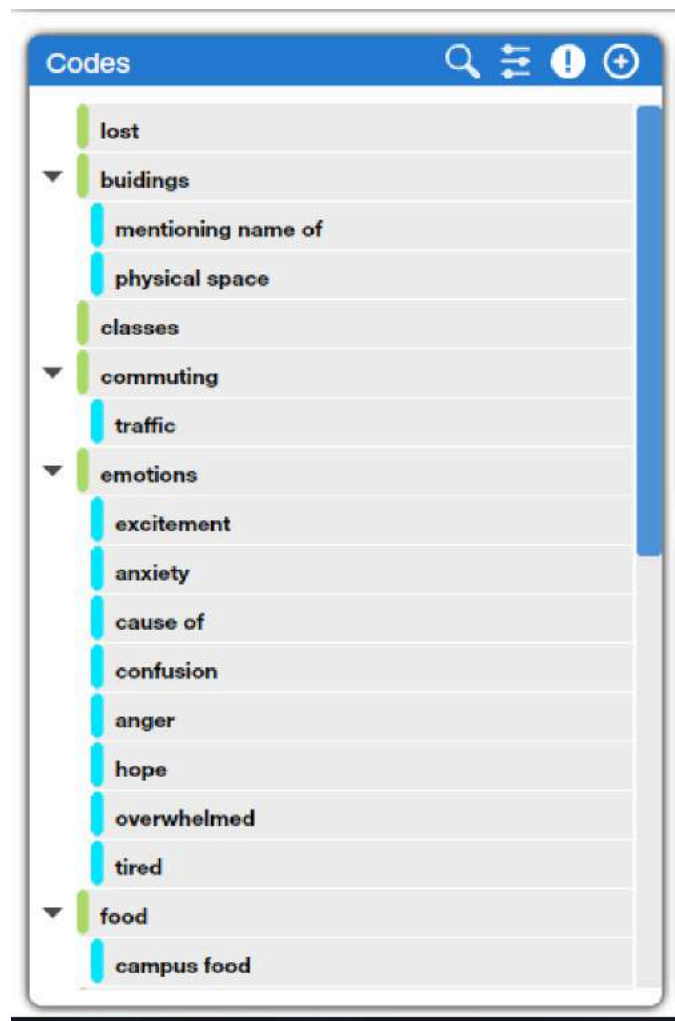 Codes
lost
buidings
mentioning name of
physical space
classes
commuting
traffic
emotions
excitement
anxiety
cause of
confusion
anger
hope
overwhelmed
tired
food
campus food